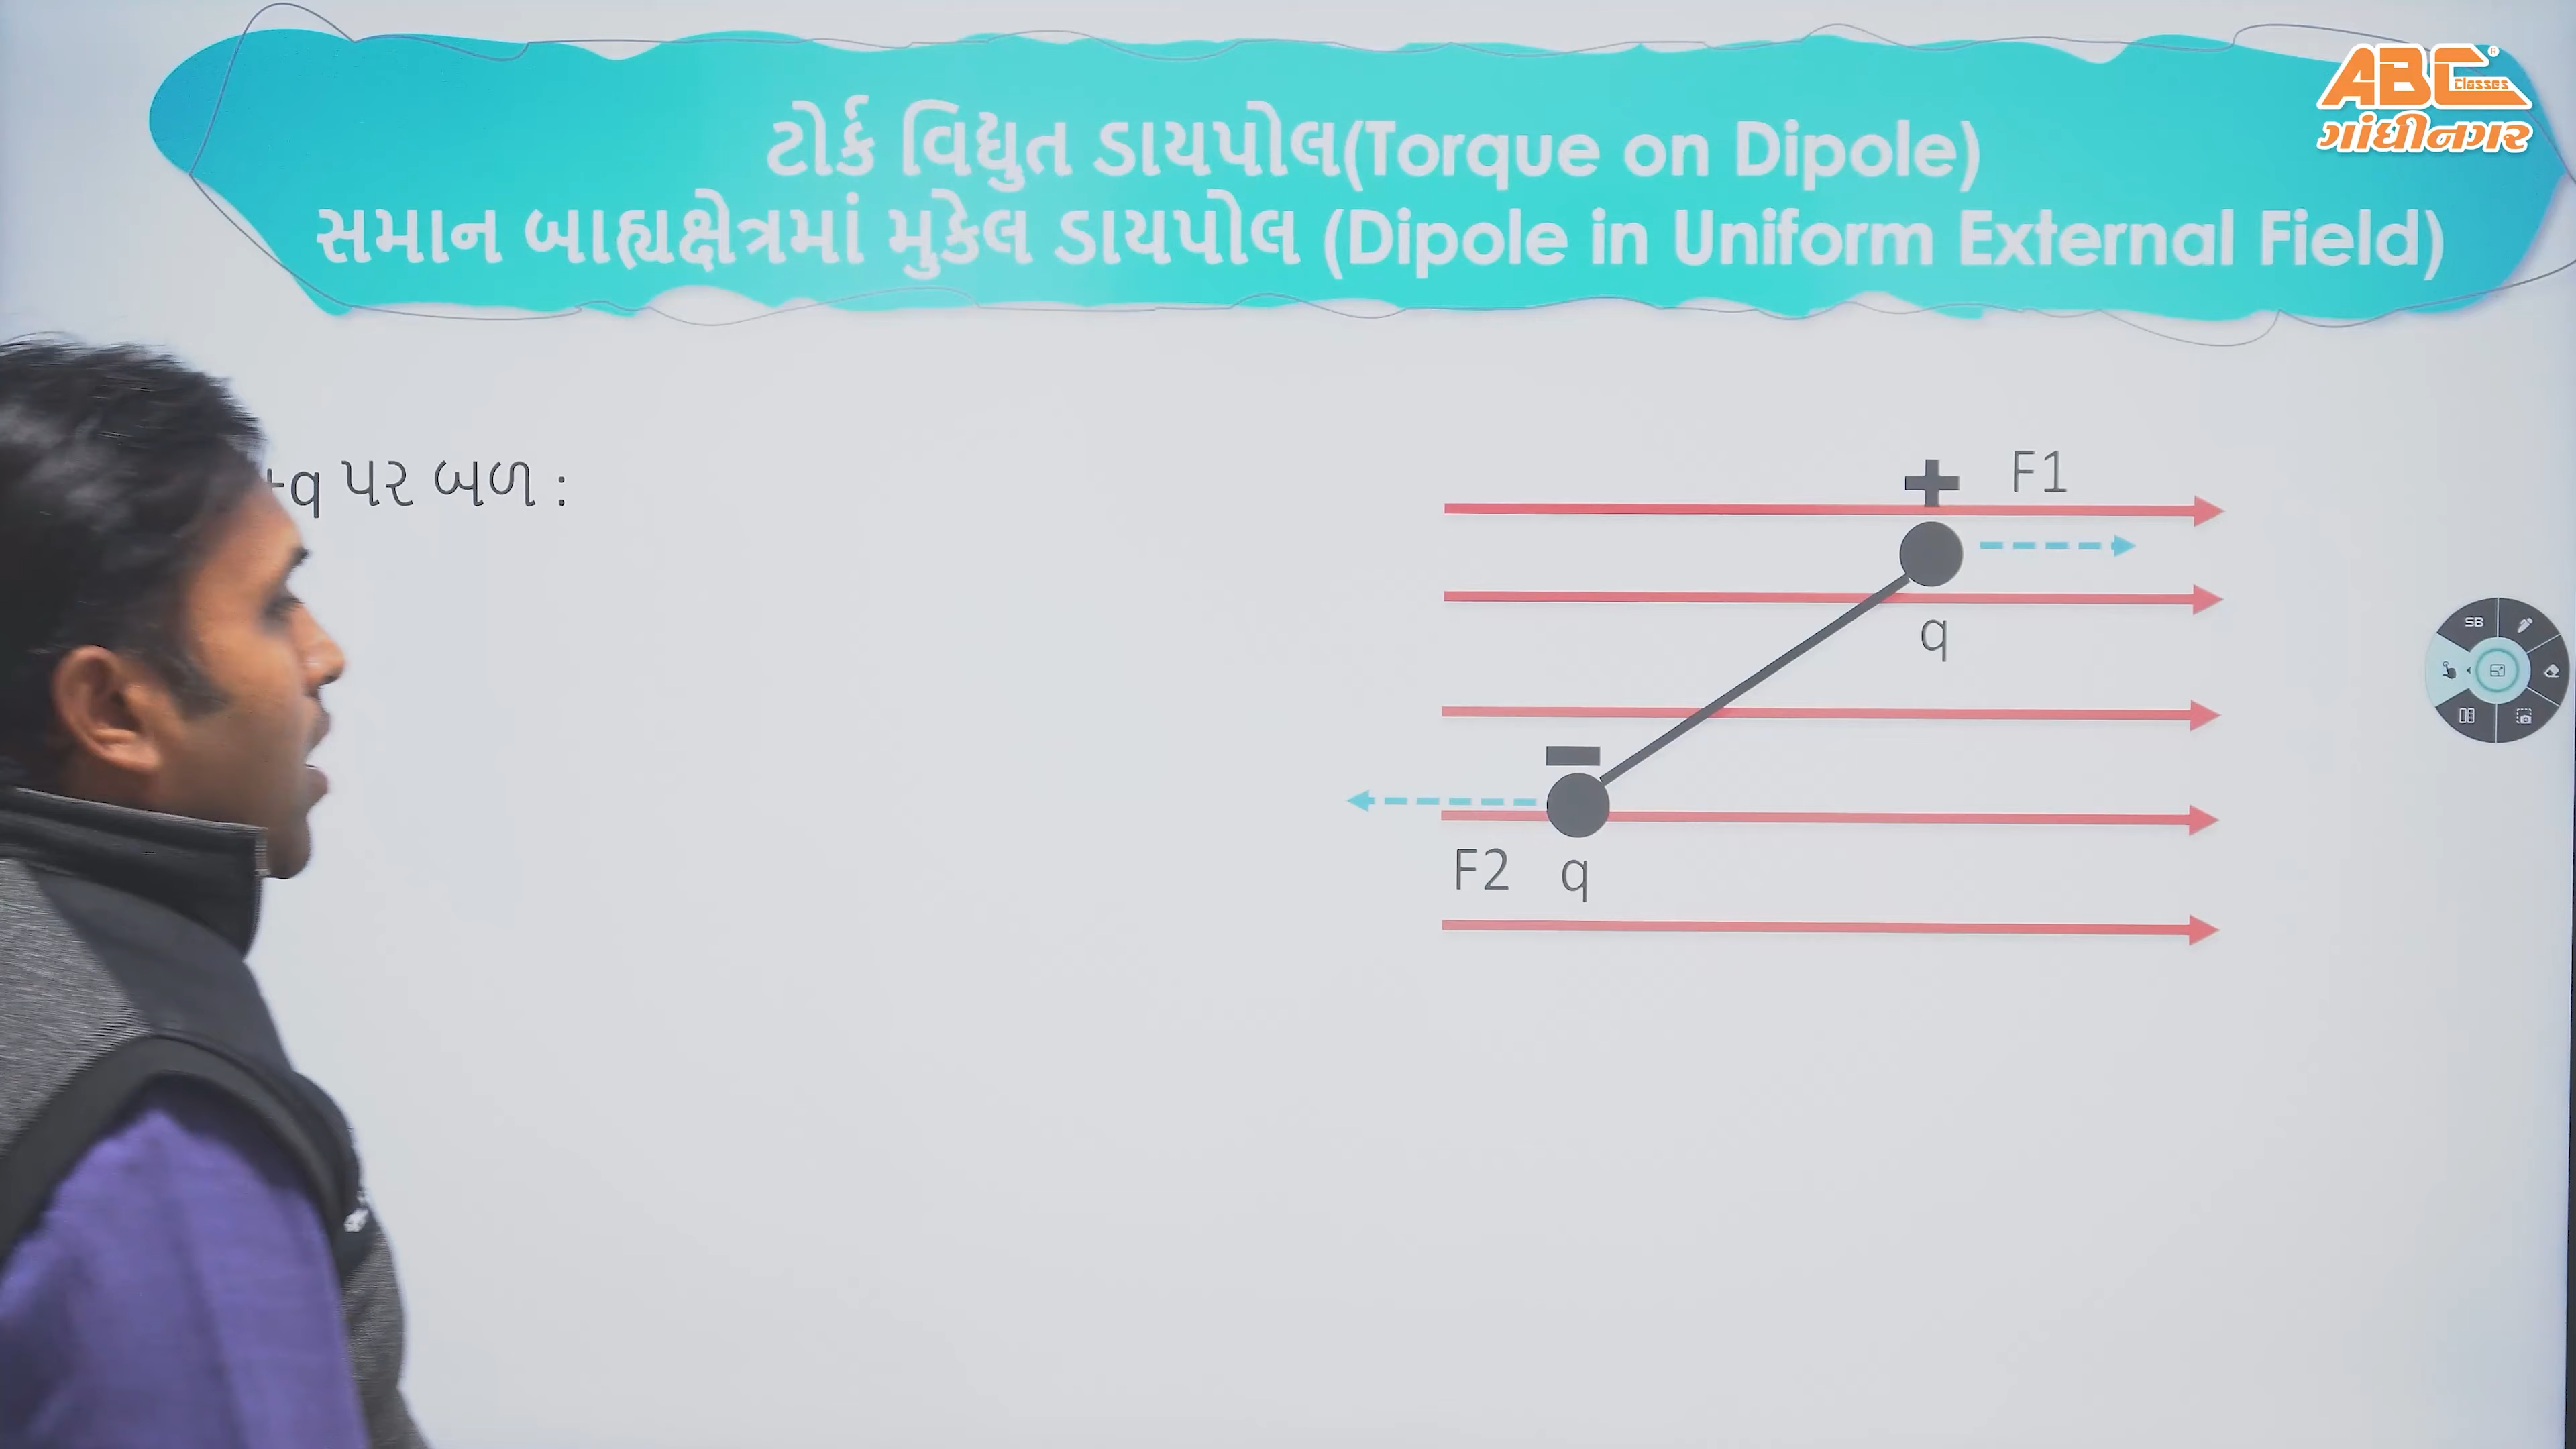 ABC Classes
ગાંધીનગર
ટોર્ક વિદ્યુત ડાયપોલ(Torque on Dipole)
સમાન બાહ્યક્ષેત્રમાં મુકેલ ડાયપોલ (Dipole in Uniform External Field)
+q પર બળ :
+ F1
q
−
F2 q
SB